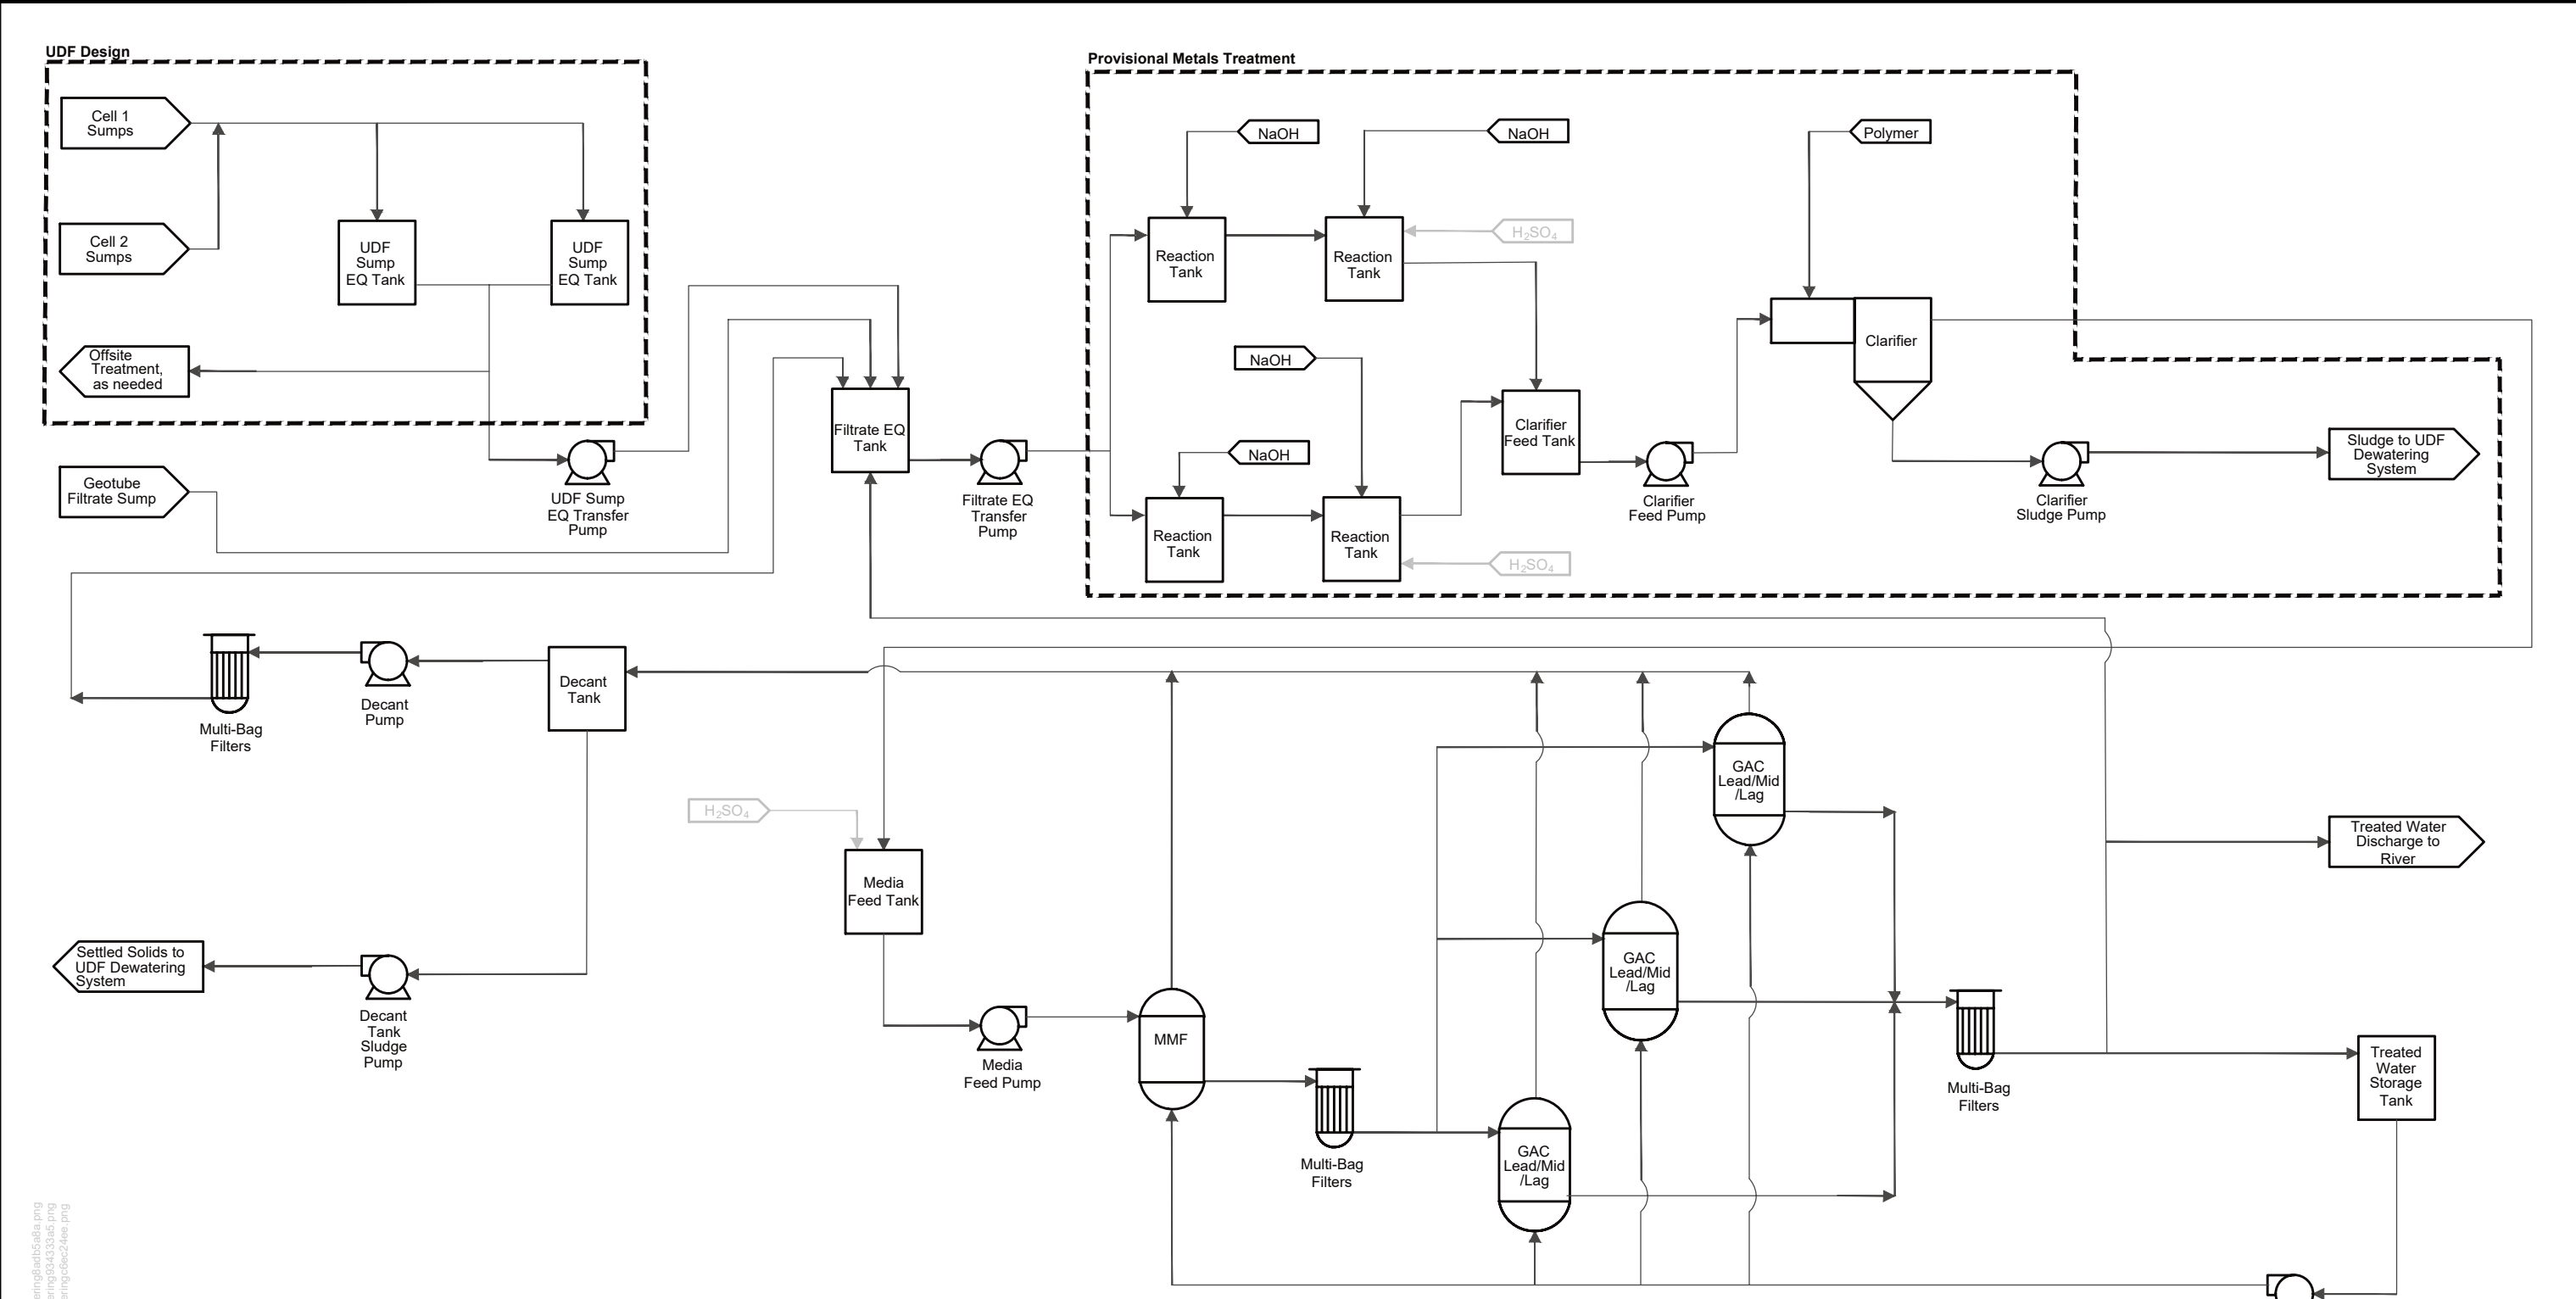 UDF Design
Provisional Metals Treatment
Cell 1
Sumps
Cell 2
Sumps
UDF
Sump
EQ Tank
UDF
Sump
EQ Tank
Offsite
Treatment,
as needed
Geotube
Filtrate Sump
UDF Sump
EQ Transfer
Pump
Filtrate EQ
Tank
Filtrate EQ
Transfer
Pump
NaOH
NaOH
Polymer
Reaction
Tank
Reaction
Tank
H₂SO₄
NaOH
NaOH
Reaction
Tank
Reaction
Tank
H₂SO₄
Clarifier
Feed Tank
Clarifier
Feed Pump
Clarifier
Clarifier
Sludge Pump
Sludge to UDF
Dewatering
System
Multi-Bag
Filters
Decant
Pump
Decant
Tank
H₂SO₄
Media
Feed Tank
Settled Solids to
UDF Dewatering
System
Decant
Tank
Sludge
Pump
Media
Feed Pump
MMF
Multi-Bag
Filters
GAC
Lead/Mid
/Lag
GAC
Lead/Mid
/Lag
GAC
Lead/Mid
/Lag
Multi-Bag
Filters
Treated Water
Discharge to
River
Treated
Water
Storage
Tank
ering8adb5a8a.png
ering934333a5.png
eringc6ec24ee.png